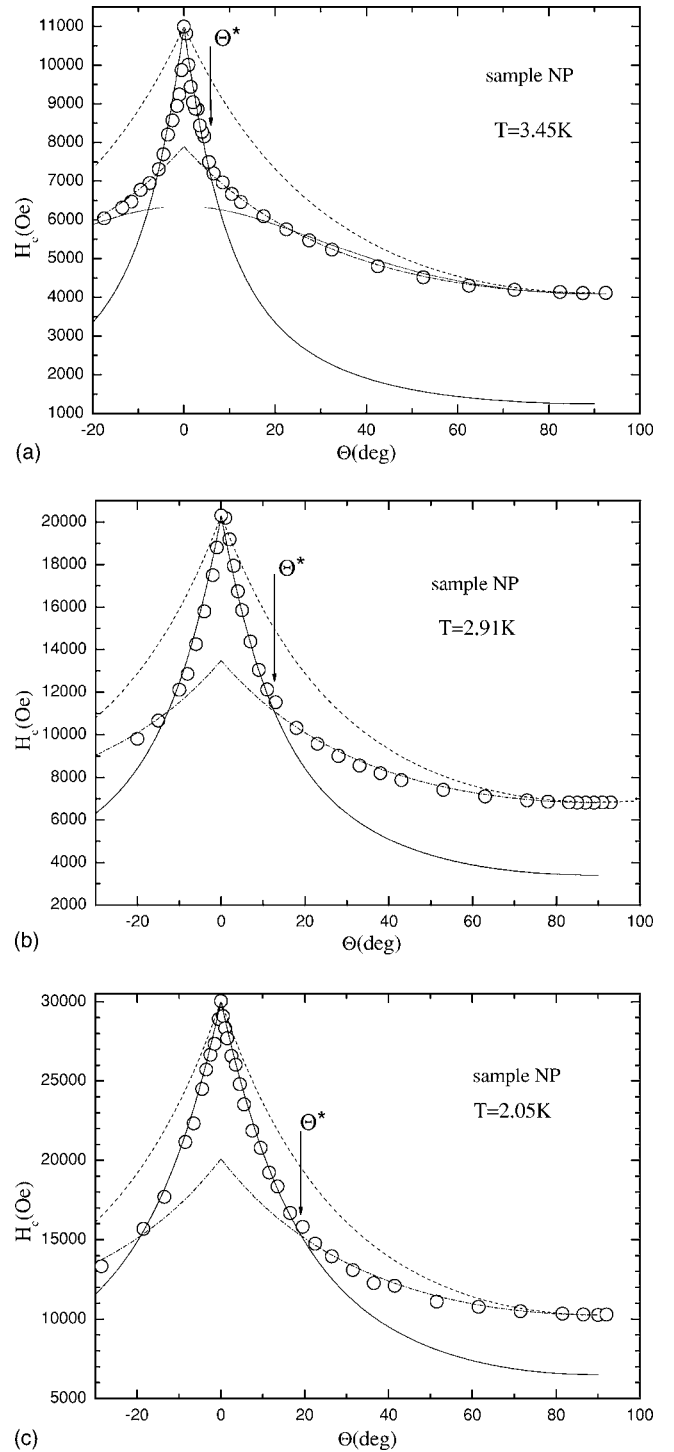 11000
10000
9000
8000
7000
6000
5000
4000
3000
2000
1000
H_c(Oe)
Θ*
sample NP
T=3.45K
-20 0 20 40 60 80 100
(a)
Θ(deg)
20000
18000
16000
14000
12000
10000
8000
6000
4000
2000
H_c(Oe)
Θ*
sample NP
T=2.91K
-20 0 20 40 60 80 100
(b)
Θ(deg)
30000
25000
20000
15000
10000
5000
H_c(Oe)
Θ*
sample NP
T=2.05K
-20 0 20 40 60 80 100
(c)
Θ(deg)